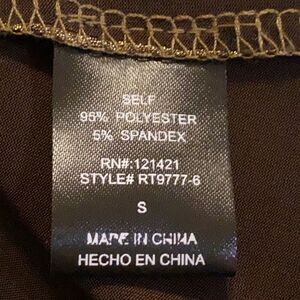 SELF
95% POLYESTER
5% SPANDEX
RN#:121421
STYLE# RT9777-6
S
MADE IN CHINA
HECHO EN CHINA